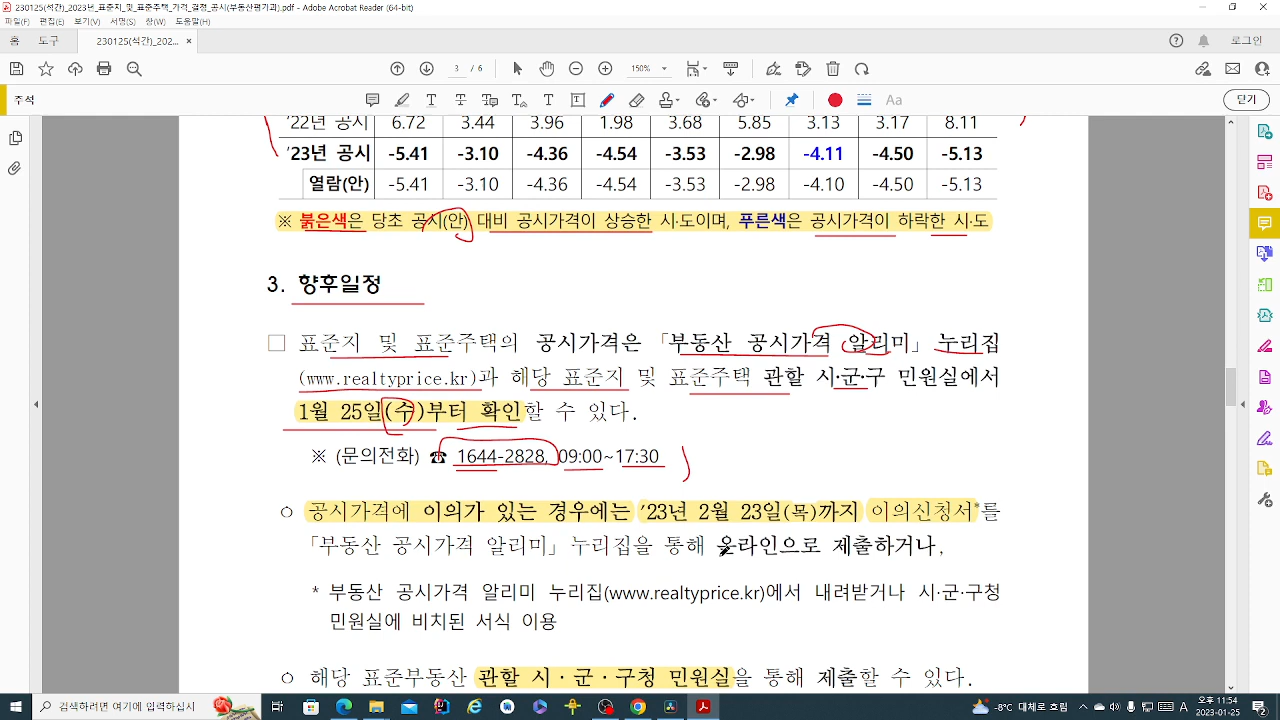 230125(석간)_2023년_표준지_및_표준주택_가격_결정_공시(부동산평가과).pdf - Adobe Acrobat Reader (64-bit)
파일(F) 편집(E) 보기(V) 서명(S) 창(W) 도움말(H)
홈 도구 230125(석간)_202... × 로그인
3 / 6 150%
주석 Aa 닫기
'22년 공시 6.72 3.44 3.96 1.98 3.68 5.85 3.13 3.17 8.11
'23년 공시 -5.41 -3.10 -4.36 -4.54 -3.53 -2.98 -4.11 -4.50 -5.13
열람(안) -5.41 -3.10 -4.36 -4.54 -3.53 -2.98 -4.10 -4.50 -5.13
※ 붉은색은 당초 공시(안) 대비 공시가격이 상승한 시·도이며, 푸른색은 공시가격이 하락한 시·도
3. 향후일정
□ 표준지 및 표준주택의 공시가격은 「부동산 공시가격 알리미」 누리집
(www.realtyprice.kr)과 해당 표준지 및 표준주택 관할 시·군·구 민원실에서
1월 25일(수)부터 확인할 수 있다.
※ (문의전화) ☎ 1644-2828, 09:00~17:30
○ 공시가격에 이의가 있는 경우에는 '23년 2월 23일(목)까지 이의신청서*를
「부동산 공시가격 알리미」 누리집을 통해 온라인으로 제출하거나,
* 부동산 공시가격 알리미 누리집(www.realtyprice.kr)에서 내려받거나 시·군·구청
민원실에 비치된 서식 이용
○ 해당 표준부동산 관할 시·군·구청 민원실을 통해 제출할 수 있다.
검색하려면 여기에 입력하십시오 -8°C 대체로 흐림 A 오후 11:54
2023-01-25